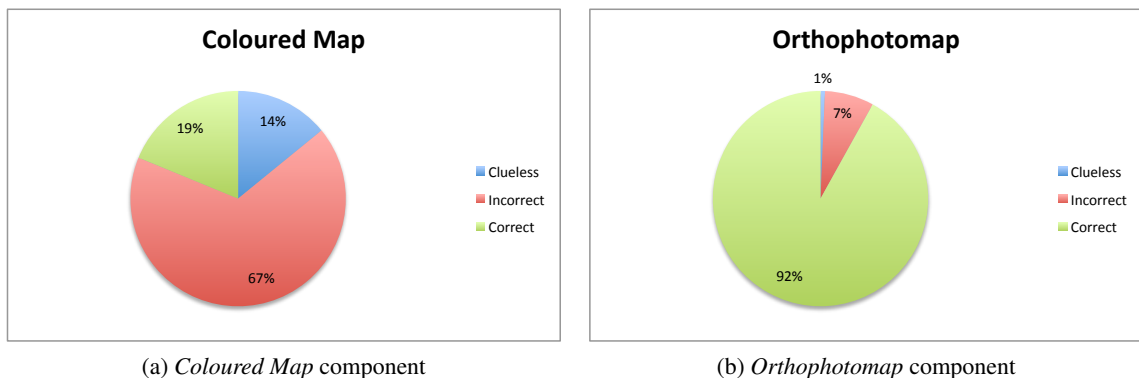 Coloured Map
14%
19%
67%
Clueless
Incorrect
Correct
(a) Coloured Map component
Orthophotomap
1%
7%
92%
Clueless
Incorrect
Correct
(b) Orthophotomap component